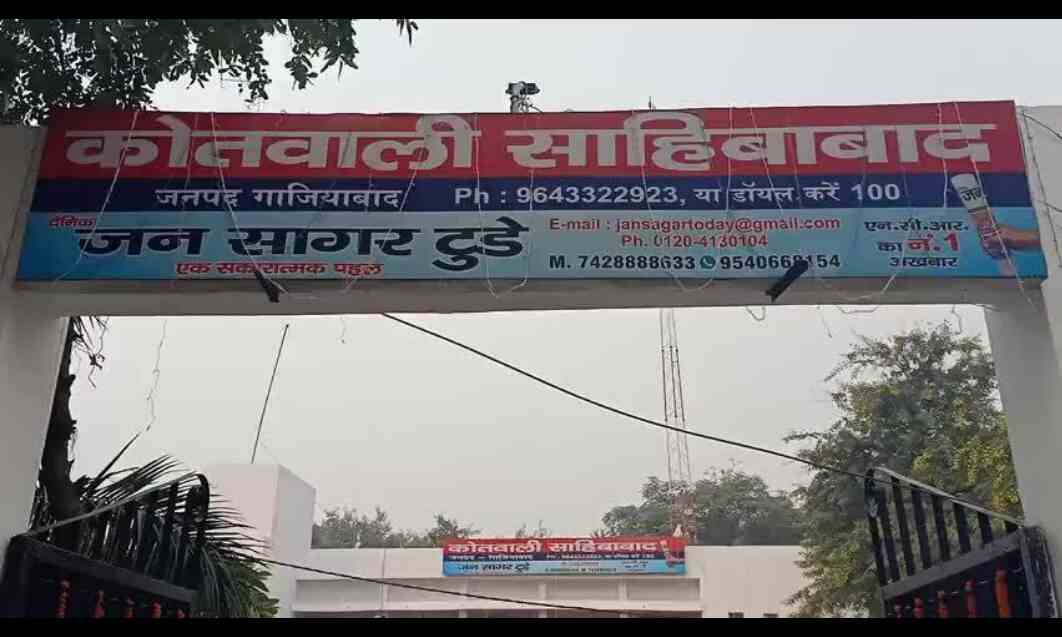 कोतवाली साहिबाबाद
जनपद गाजियाबाद Ph : 9643322923, या डॉयल करें 100
दैनिक
जन सागर टुडे
एक सकारात्मक पहल
E-mail : jansagartoday@gmail.com
Ph. 0120-4130104
M. 7428888633 9540668154
जन
एन.सी.आर.
का नं.1
अखबार
कोतवाली साहिबाबाद
जन सागर टुडे